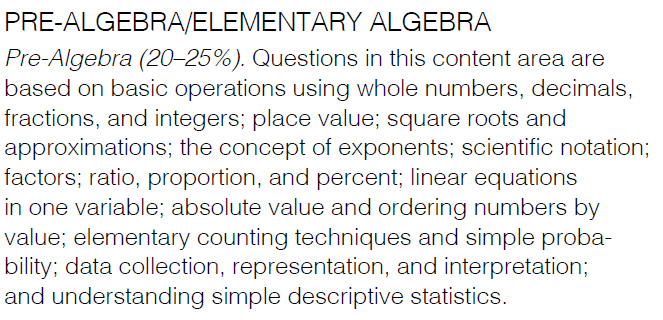 PRE-ALGEBRA/ELEMENTARY ALGEBRA
Pre-Algebra (20–25%). Questions in this content area are
based on basic operations using whole numbers, decimals,
fractions, and integers; place value; square roots and
approximations; the concept of exponents; scientific notation;
factors; ratio, proportion, and percent; linear equations
in one variable; absolute value and ordering numbers by
value; elementary counting techniques and simple proba-
bility; data collection, representation, and interpretation;
and understanding simple descriptive statistics.